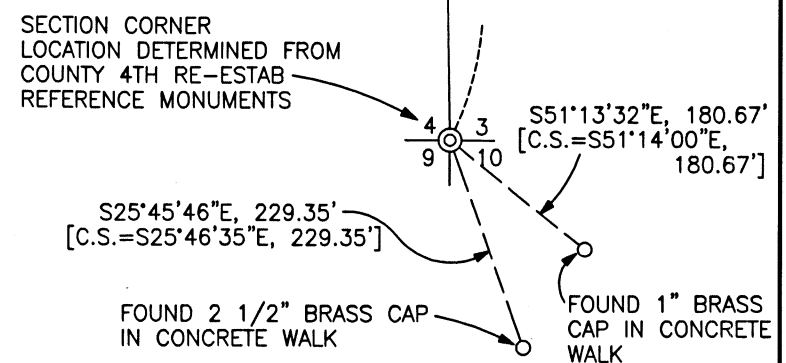 SECTION CORNER
LOCATION DETERMINED FROM
COUNTY 4TH RE-ESTAB
REFERENCE MONUMENTS
4 3
9 10
S51°13'32"E, 180.67'
[C.S.=S51°14'00"E,
180.67']
S25°45'46"E, 229.35'
[C.S.=S25°46'35"E, 229.35']
FOUND 2 1/2" BRASS CAP
IN CONCRETE WALK
FOUND 1" BRASS
CAP IN CONCRETE
WALK